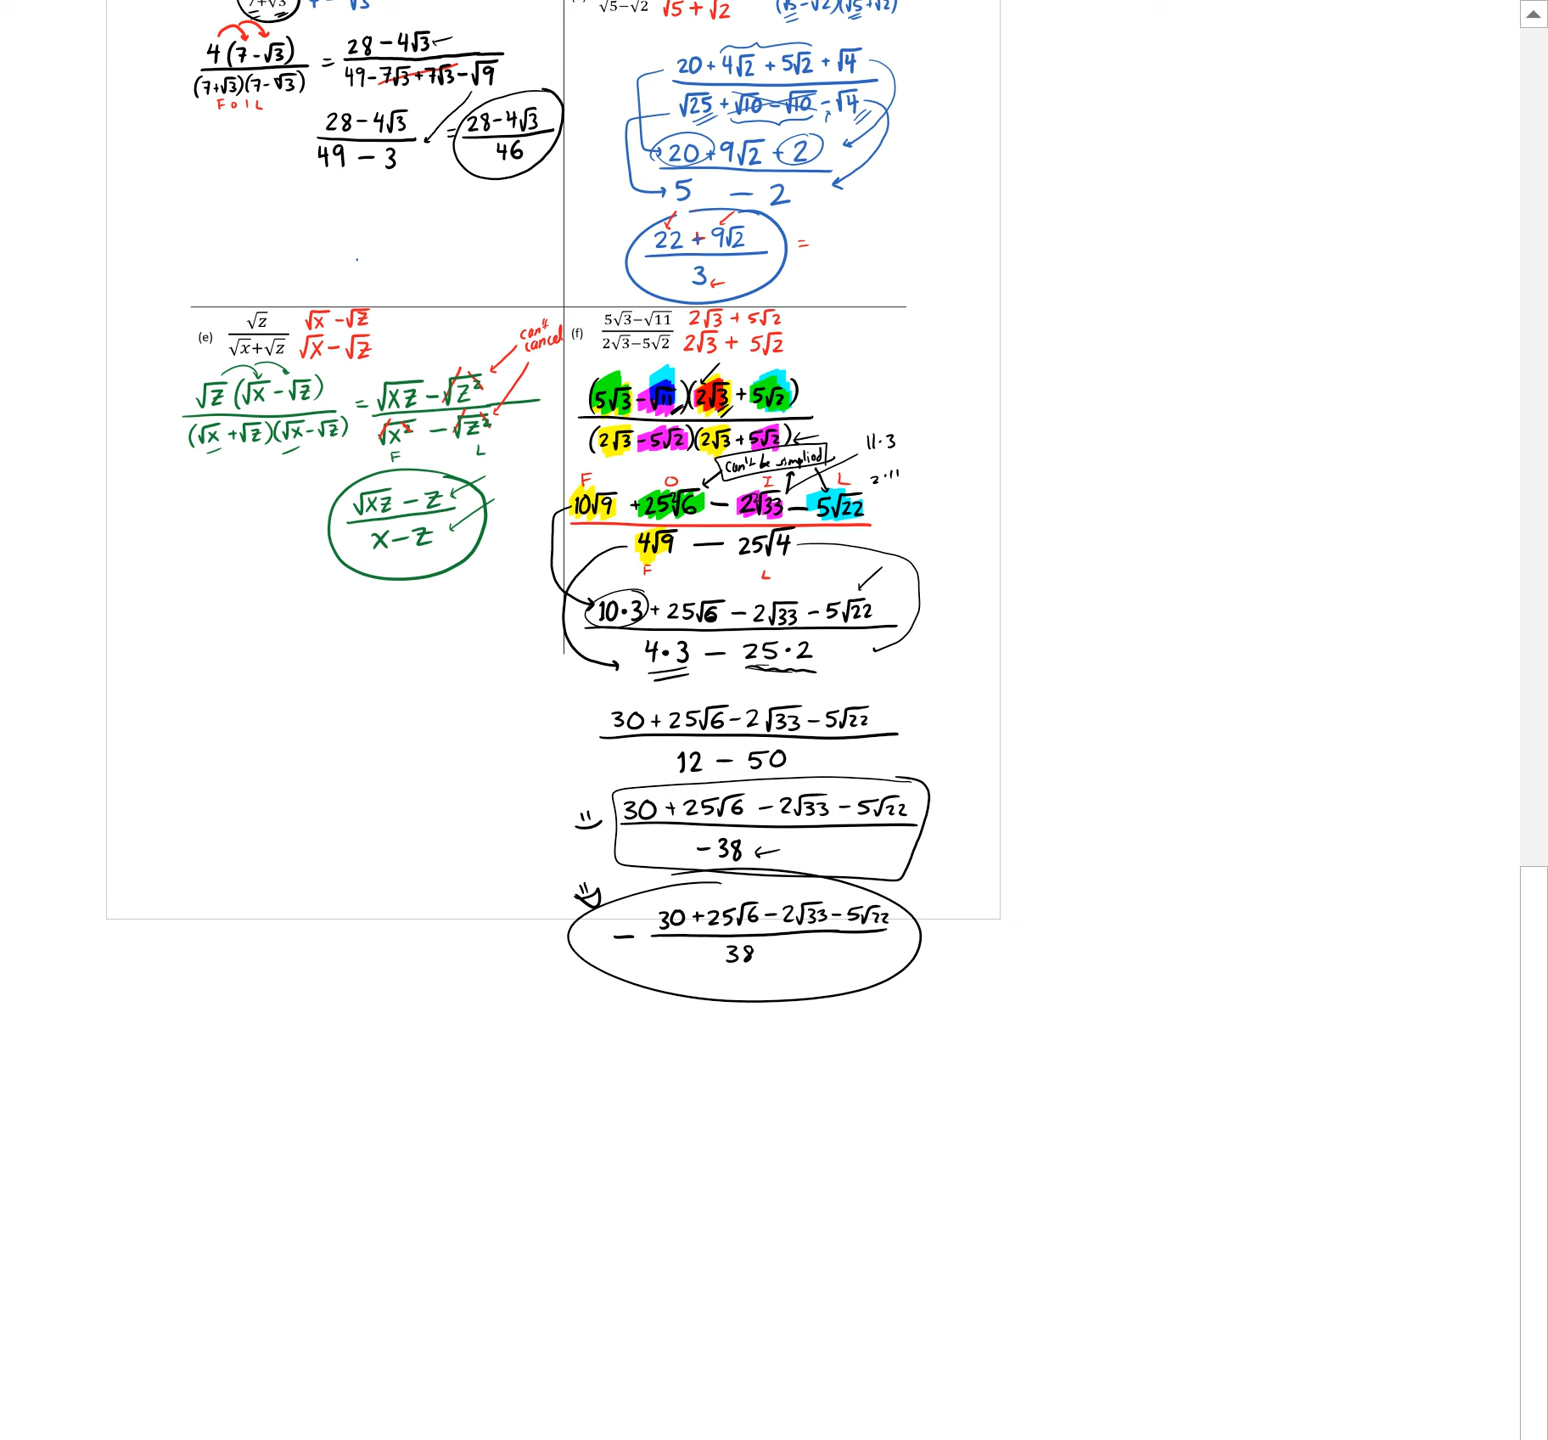 7+√3
4(7-√3) = 28-4√3
(7+√3)(7-√3) 49-7√3+7√3-√9
FOIL
28-4√3 = 28-4√3
49-3 46
√5−√2 √5+√2 (√5-√2)(√5+√2)
20+4√2+5√2+√4
√25+√10-√10-√4
20+9√2+2
5 - 2
22+9√2 =
3
(e) √z √x-√z
√x+√z √x-√z
can't
cancel
√z(√x-√z) = √xz-√z²
(√x+√z)(√x-√z) √x²-√z²
F L
√xz-z
x-z
(f) 5√3−√11 2√3+5√2
2√3−5√2 2√3+5√2
(5√3-√11)(2√3+5√2)
(2√3-5√2)(2√3+5√2)
11·3
can't be simplied
2·11
F O I L
10√9+25√6-2√33-5√22
4√9-25√4
F L
10·3+25√6-2√33-5√22
4·3-25·2
30+25√6-2√33-5√22
12-50
30+25√6-2√33-5√22
-38
- 30+25√6-2√33-5√22
38